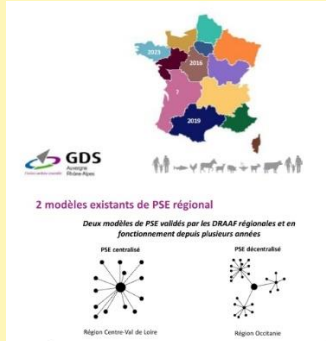 2023
2016
?
2019
GDS
Auvergne
Rhône-Alpes
2 modèles existants de PSE régional
Deux modèles de PSE validés par les DRAAF régionales et en
fonctionnement depuis plusieurs années
PSE centralisé
PSE décentralisé
Région Centre-Val de Loire
Région Occitanie